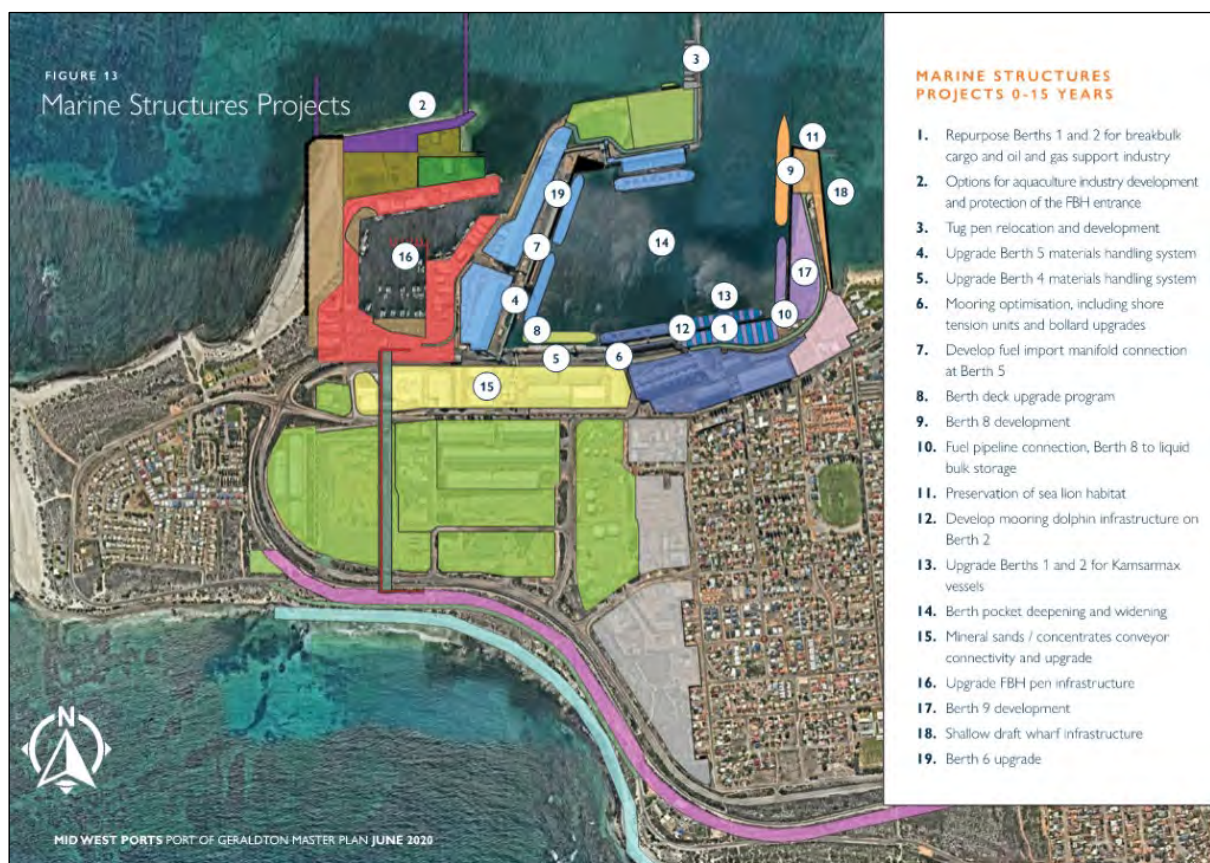 FIGURE 13
Marine Structures Projects
MARINE STRUCTURES
PROJECTS 0-15 YEARS
1. Repurpose Berths 1 and 2 for breakbulk
cargo and oil and gas support industry
2. Options for aquaculture industry development
and protection of the FBH entrance
3. Tug pen relocation and development
4. Upgrade Berth 5 materials handling system
5. Upgrade Berth 4 materials handling system
6. Mooring optimisation, including shore
tension units and bollard upgrades
7. Develop fuel import manifold connection
at Berth 5
8. Berth deck upgrade program
9. Berth 8 development
10. Fuel pipeline connection, Berth 8 to liquid
bulk storage
11. Preservation of sea lion habitat
12. Develop mooring dolphin infrastructure on
Berth 2
13. Upgrade Berths 1 and 2 for Kamsarmax
vessels
14. Berth pocket deepening and widening
15. Mineral sands / concentrates conveyor
connectivity and upgrade
16. Upgrade FBH pen infrastructure
17. Berth 9 development
18. Shallow draft wharf infrastructure
19. Berth 6 upgrade
3
2
11
9
18
19
14
7
16
17
4
13
10
8
12
1
5
6
15
N
MID WEST PORTS PORT OF GERALDTON MASTER PLAN JUNE 2020